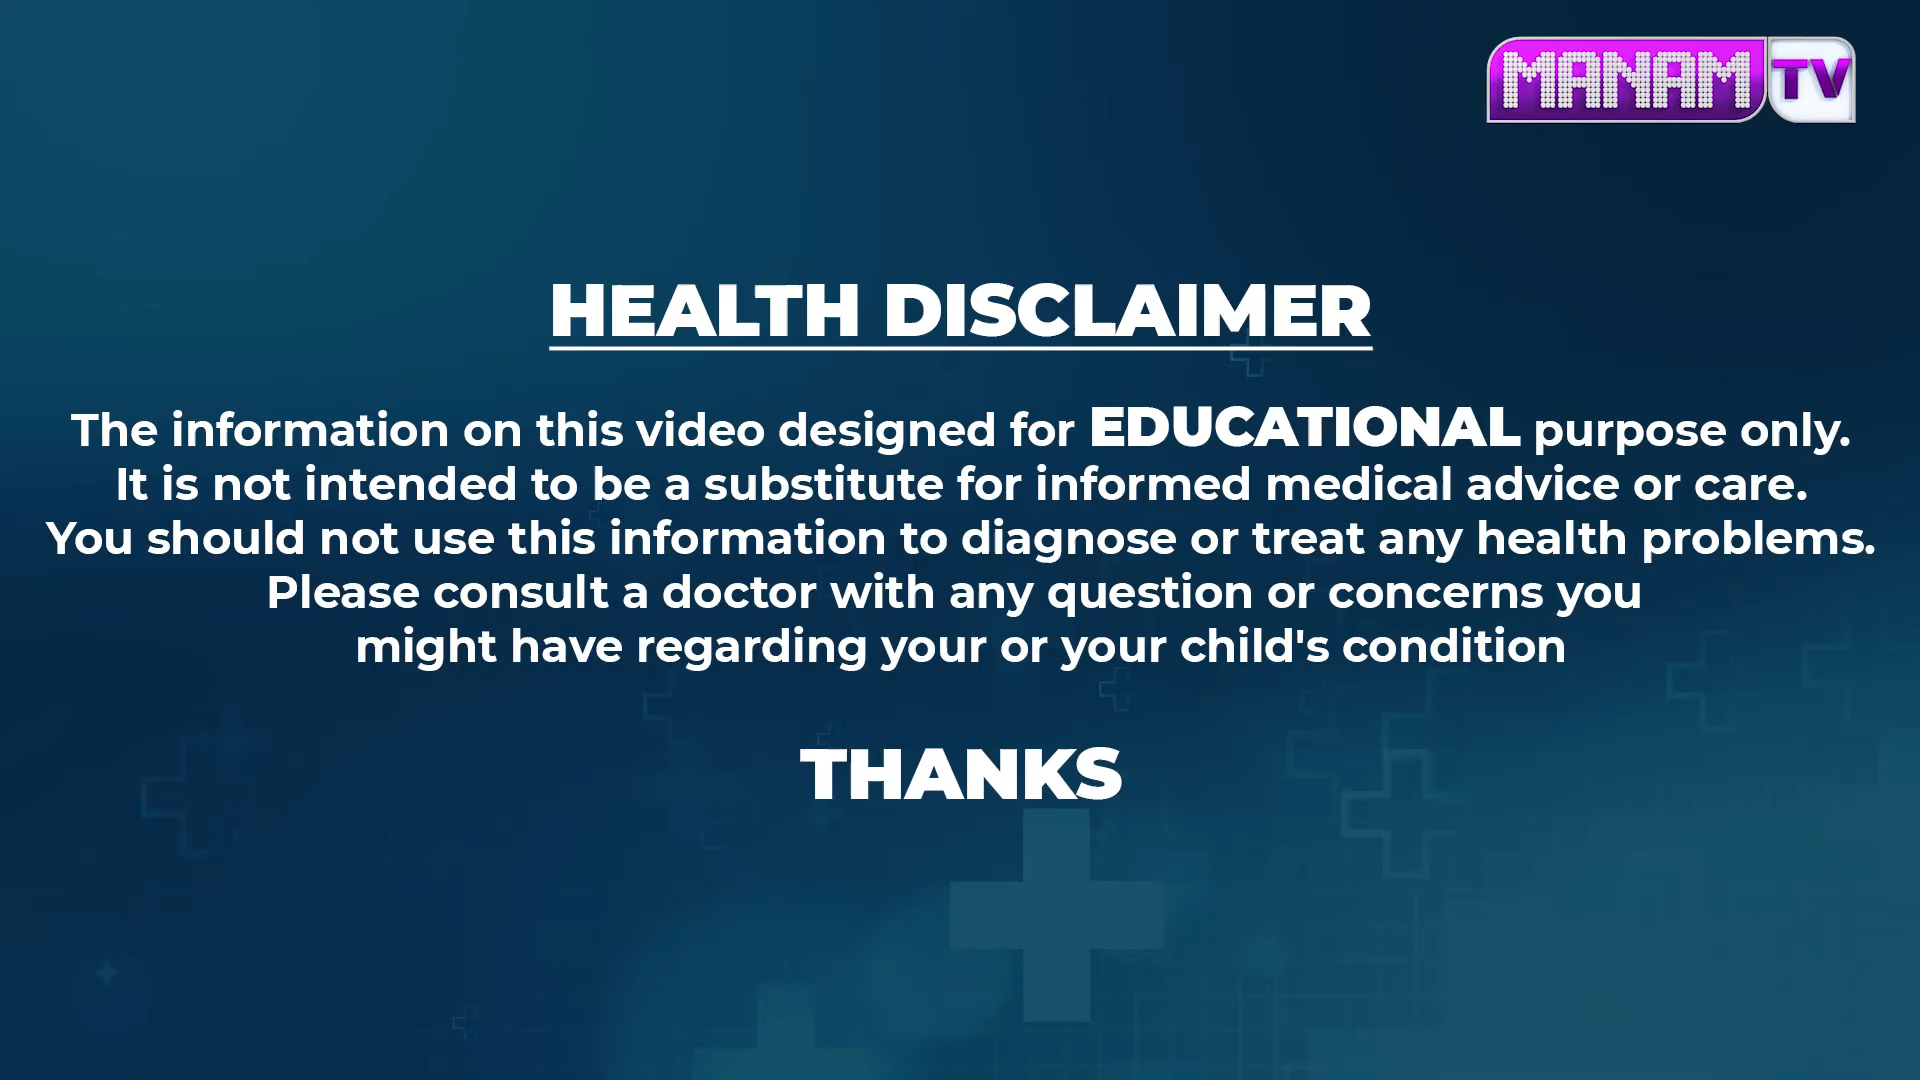 MANAM TV
HEALTH DISCLAIMER
The information on this video designed for EDUCATIONAL purpose only.
It is not intended to be a substitute for informed medical advice or care.
You should not use this information to diagnose or treat any health problems.
Please consult a doctor with any question or concerns you
might have regarding your or your child's condition
THANKS